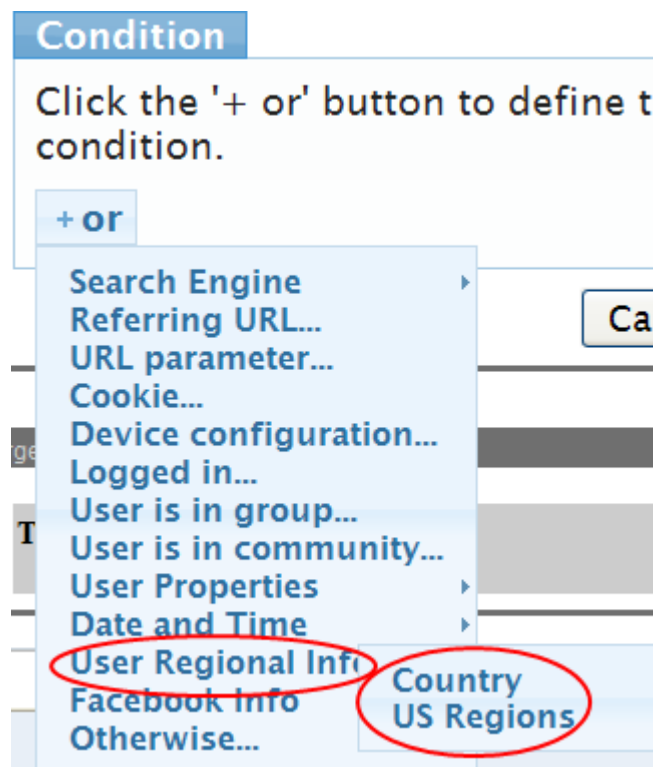 Condition
Click the '+ or' button to define t
condition.
+ or
Search Engine
Referring URL...
Ca
URL parameter...
Cookie...
Device configuration...
ge
Logged in...
User is in group...
T
User is in community...
User Properties
Date and Time
User Regional Info
Country
Facebook Info
US Regions
Otherwise...